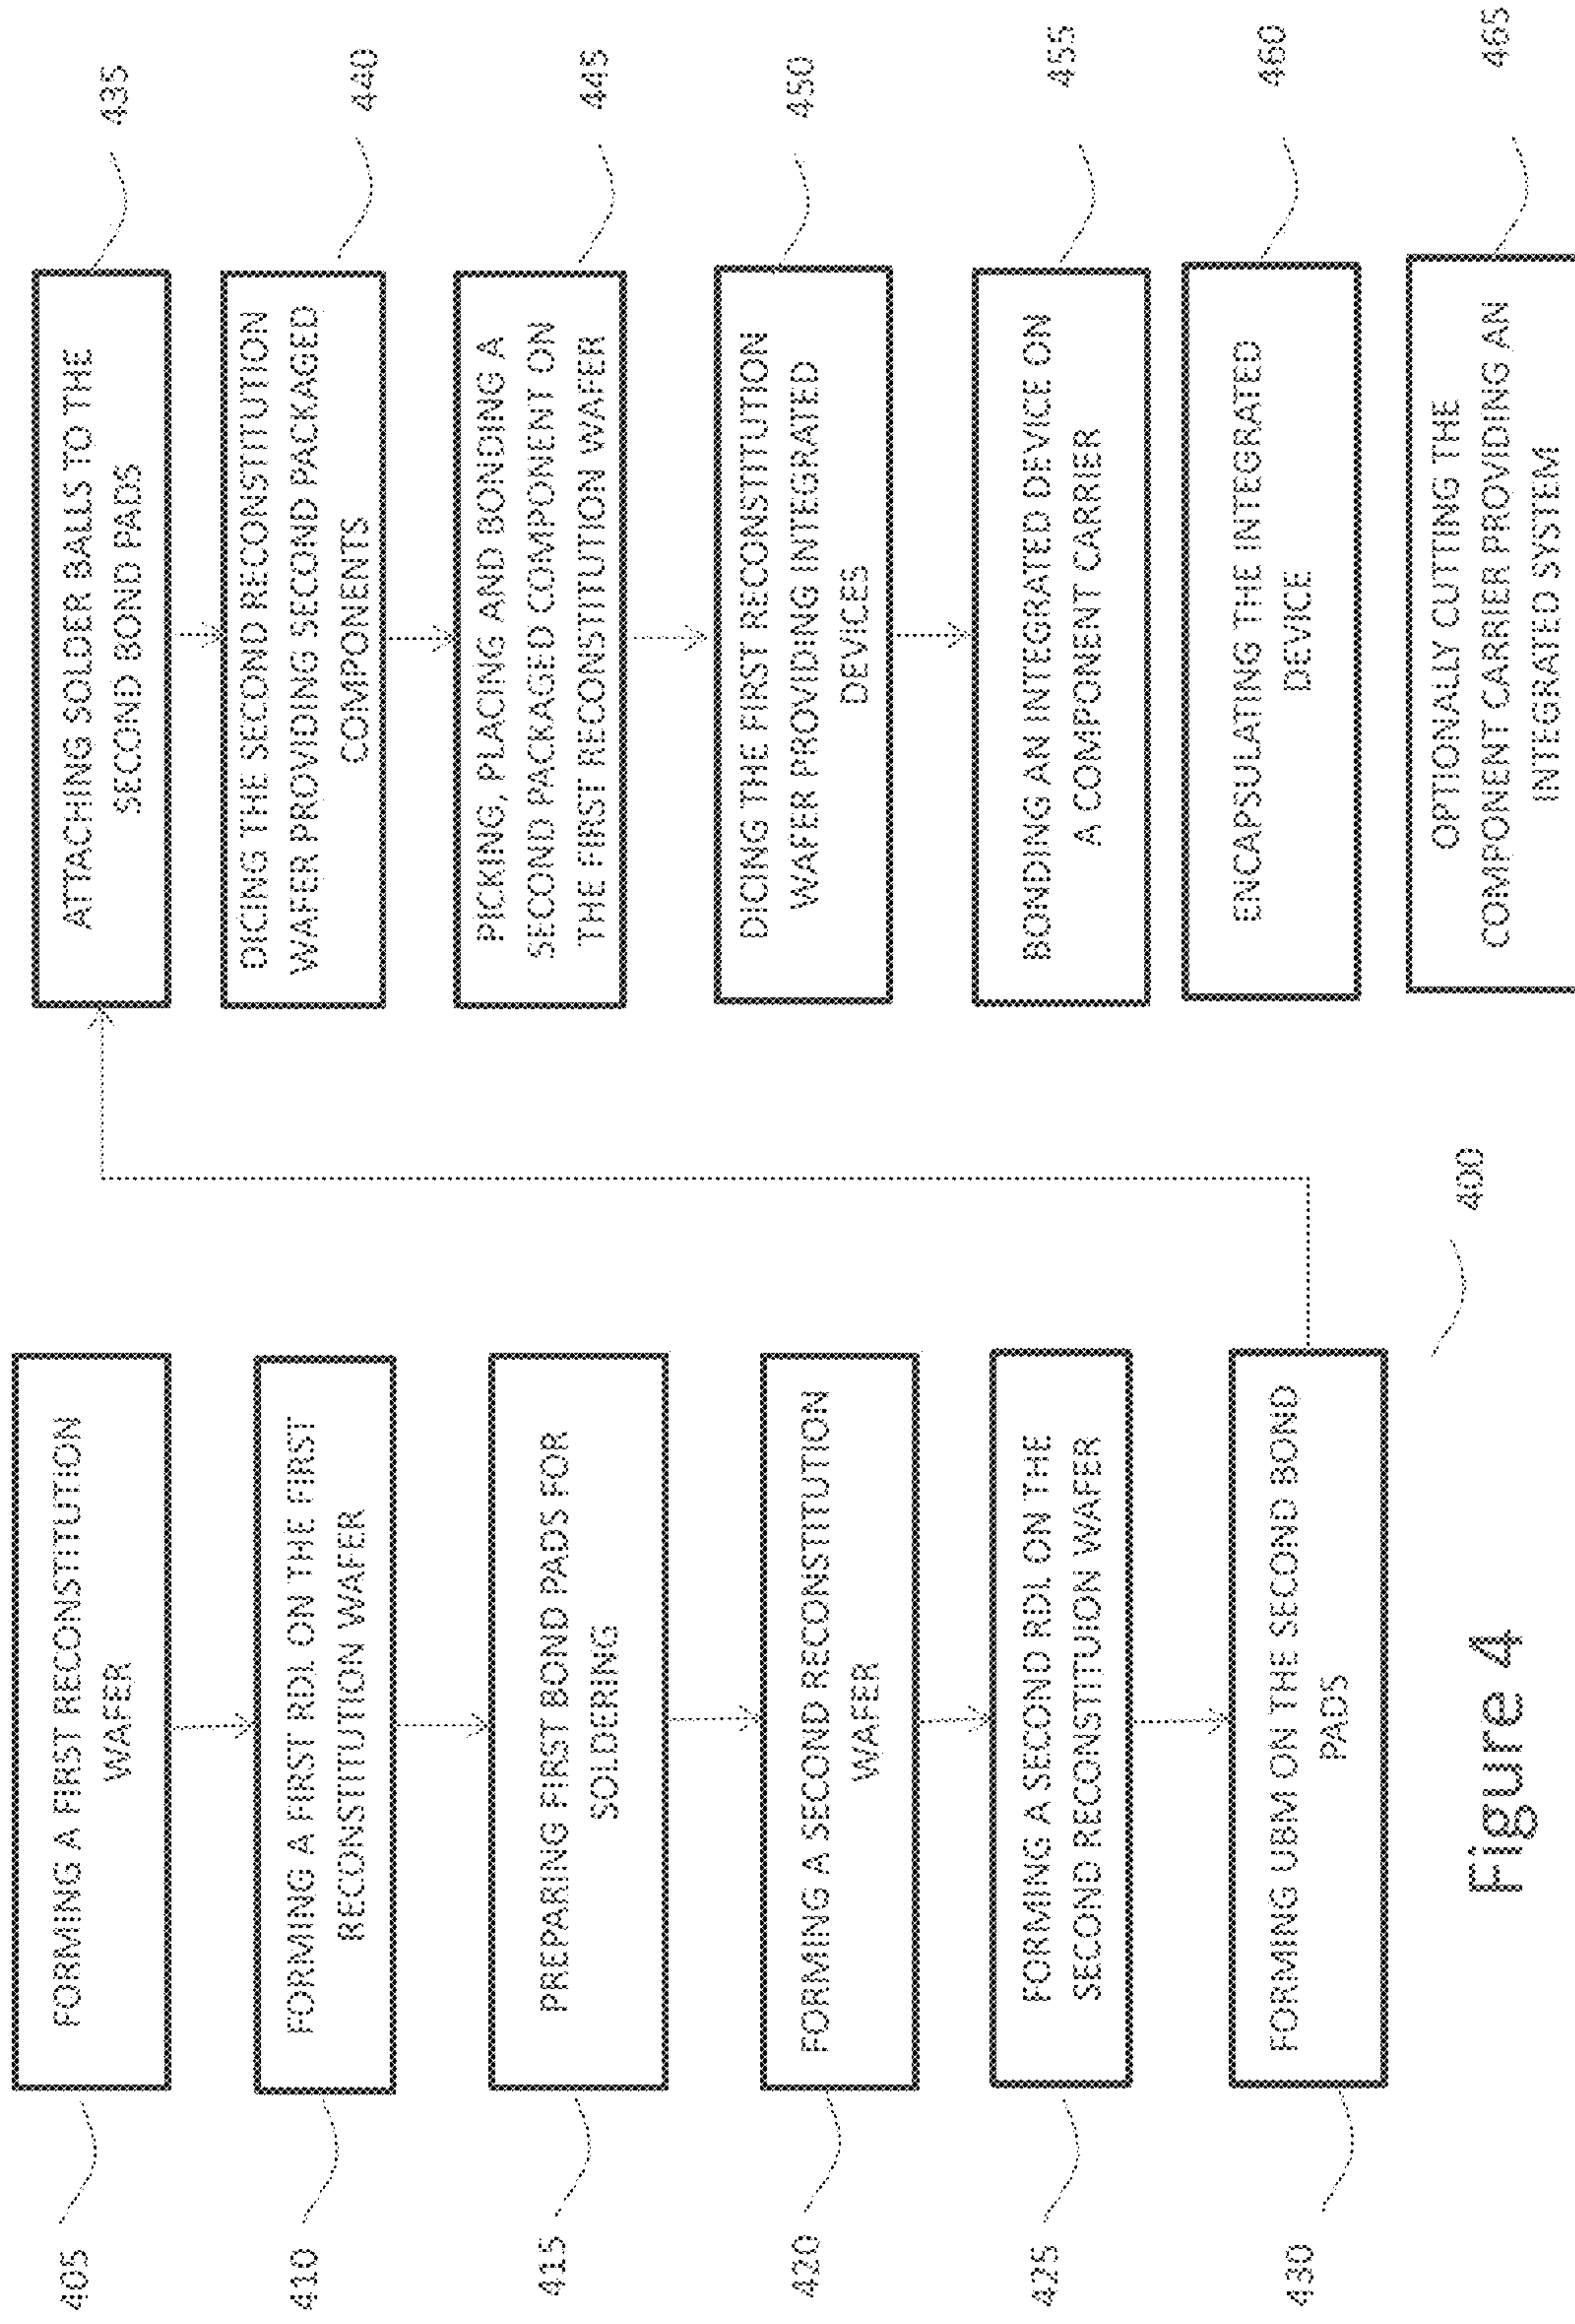 405
FORMING A FIRST RECONSTITUTION
WAFER
410
FORMING A FIRST RDL ON THE FIRST
RECONSTITUTION WAFER
415
PREPARING FIRST BOND PADS FOR
SOLDERING
420
FORMING A SECOND RECONSTITUTION
WAFER
425
FORMING A SECOND RDL ON THE
SECOND RECONSTITUION WAFER
430
FORMING UBM ON THE SECOND BOND
PADS
435
ATTACHING SOLDER BALLS TO THE
SECOND BOND PADS
440
DICING THE SECOND RECONSTITUTION
WAFER PROVIDING SECOND PACKAGED
COMPONENTS
445
PICKING, PLACING AND BONDING A
SECOND PACKAGED COMPONENT ON
THE FIRST RECONSTITUTION WAFER
450
DICING THE FIRST RECONSTITUTION
WAFER PROVIDING INTEGRATED
DEVICES
455
BONDING AN INTEGRATED DEVICE ON
A COMPONENT CARRIER
460
ENCAPSULATING THE INTEGRATED
DEVICE
465
OPTIONALLY CUTTING THE
COMPONENT CARRIER PROVIDING AN
INTEGRATED SYSTEM
400
Figure 4